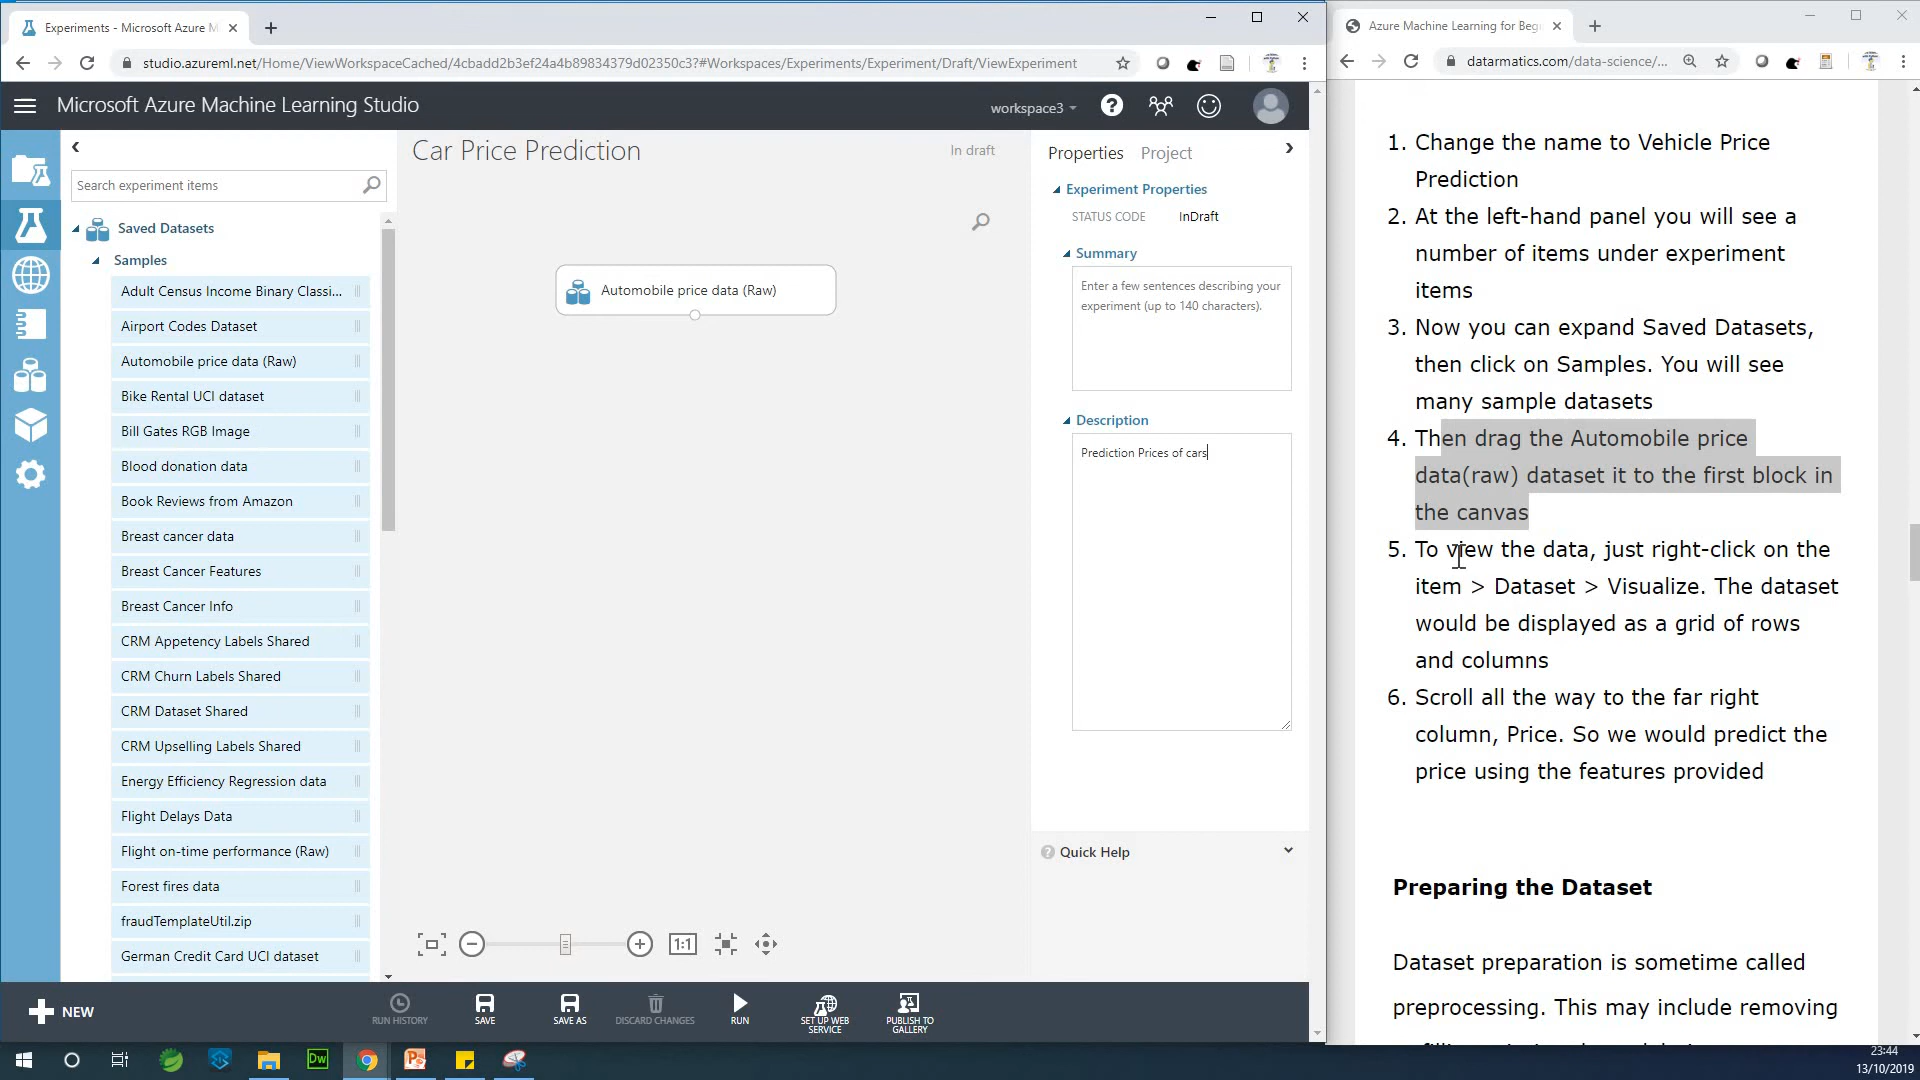 Experiments - Microsoft Azure M
studio.azureml.net/Home/ViewWorkspaceCached/4cbadd2b3ef24a4b89834379d02350c3?#Workspaces/Experiments/Experiment/Draft/ViewExperiment
Microsoft Azure Machine Learning Studio
workspace3
Search experiment items
Saved Datasets
Samples
Adult Census Income Binary Classi...
Airport Codes Dataset
Automobile price data (Raw)
Bike Rental UCI dataset
Bill Gates RGB Image
Blood donation data
Book Reviews from Amazon
Breast cancer data
Breast Cancer Features
Breast Cancer Info
CRM Appetency Labels Shared
CRM Churn Labels Shared
CRM Dataset Shared
CRM Upselling Labels Shared
Energy Efficiency Regression data
Flight Delays Data
Flight on-time performance (Raw)
Forest fires data
fraudTemplateUtil.zip
German Credit Card UCI dataset
Car Price Prediction
In draft
Automobile price data (Raw)
1:1
Properties
Project
Experiment Properties
STATUS CODE InDraft
Summary
Enter a few sentences describing your
experiment (up to 140 characters).
Description
Prediction Prices of cars
Quick Help
NEW
RUN HISTORY
SAVE
SAVE AS
DISCARD CHANGES
RUN
SET UP WEB
SERVICE
PUBLISH TO
GALLERY
Azure Machine Learning for Beg
datarmatics.com/data-science/...
1. Change the name to Vehicle Price
Prediction
2. At the left-hand panel you will see a
number of items under experiment
items
3. Now you can expand Saved Datasets,
then click on Samples. You will see
many sample datasets
4. Then drag the Automobile price
data(raw) dataset it to the first block in
the canvas
5. To view the data, just right-click on the
item > Dataset > Visualize. The dataset
would be displayed as a grid of rows
and columns
6. Scroll all the way to the far right
column, Price. So we would predict the
price using the features provided
Preparing the Dataset
Dataset preparation is sometime called
preprocessing. This may include removing
Dw
23:44
13/10/2019